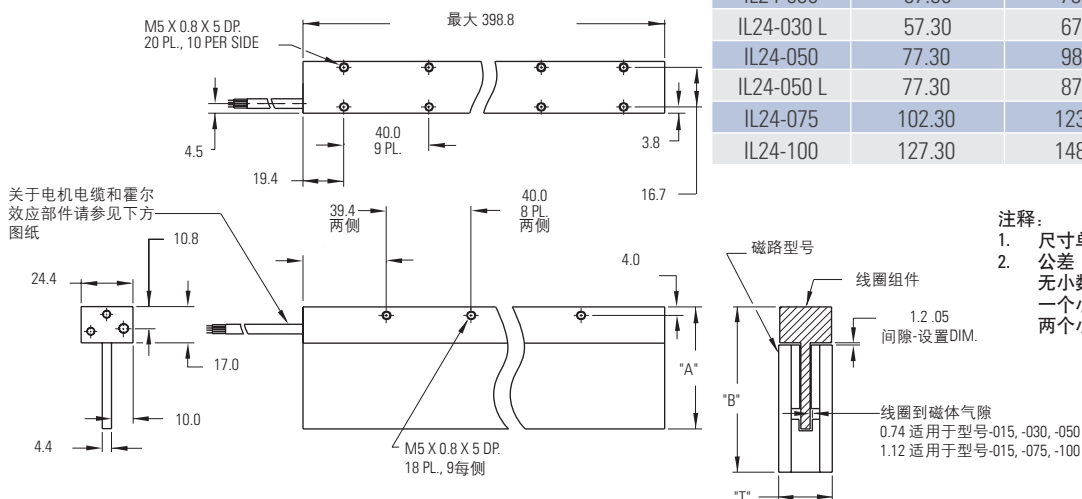 M5 X 0.8 X 5 DP.
20 PL., 10 PER SIDE
最大 398.8
4.5
40.0
9 PL.
19.4
3.8
16.7
IL24-030 L 57.30
IL24-050 77.30
IL24-050 L 77.30
IL24-075 102.30
IL24-100 127.30
关于电机电缆和霍尔
效应部件请参见下方
图纸
10.8
24.4
17.0
10.0
4.4
39.4
两侧
40.0
8 PL.
两侧
4.0
"A"
M5 X 0.8 X 5 DP.
18 PL., 9每侧
磁路型号
线圈组件
1.2 .05
间隙-设置DIM.
"B"
线圈到磁体气隙
0.74 适用于型号-015, -030, -050
1.12 适用于型号-015, -075, -100
"T"
注释:
1. 尺寸
2. 公差
无小
一个
两个